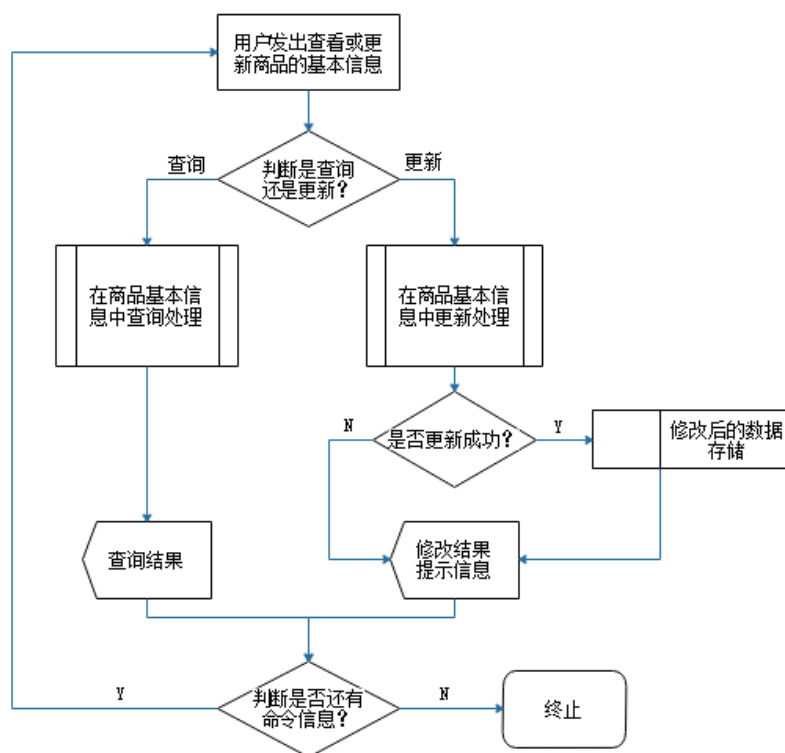 用户发出查看或更
新商品的基本信息
查询
判断是查询
还是更新？
更新
在商品基本信
息中查询处理
在商品基本信
息中更新处理
N
是否更新成功？
Y
修改后的数据
存储
查询结果
修改结果
提示信息
Y
判断是否还有
命令信息？
N
终止